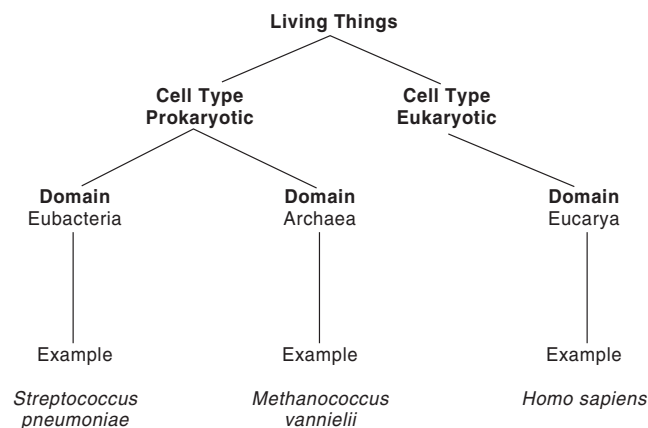 Living Things
Cell Type
Prokaryotic
Cell Type
Eukaryotic
Domain
Eubacteria
Domain
Archaea
Domain
Eucarya
Example
Example
Example
Streptococcus
pneumoniae
Methanococcus
vannielii
Homo sapiens